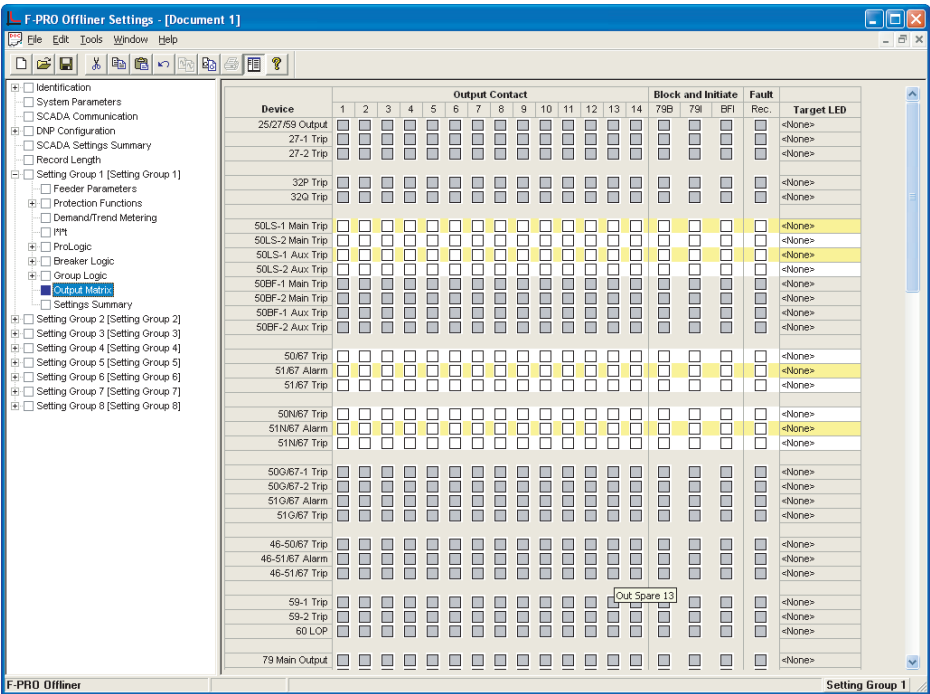 F-PRO Offliner Settings - [Document 1]
File Edit Tools Window Help
Identification
System Parameters
SCADA Communication
DNP Configuration
SCADA Settings Summary
Record Length
Setting Group 1 [Setting Group 1]
Feeder Parameters
Protection Functions
Demand/Trend Metering
I*I*t
ProLogic
Breaker Logic
Group Logic
Output Matrix
Settings Summary
Setting Group 2 [Setting Group 2]
Setting Group 3 [Setting Group 3]
Setting Group 4 [Setting Group 4]
Setting Group 5 [Setting Group 5]
Setting Group 6 [Setting Group 6]
Setting Group 7 [Setting Group 7]
Setting Group 8 [Setting Group 8]
Output Contact Block and Initiate Fault
Device 1 2 3 4 5 6 7 8 9 10 11 12 13 14 79B 79I BFI Rec. Target LED
25/27/59 Output <None>
27-1 Trip <None>
27-2 Trip <None>
32P Trip <None>
32Q Trip <None>
50LS-1 Main Trip <None>
50LS-2 Main Trip <None>
50LS-1 Aux Trip <None>
50LS-2 Aux Trip <None>
50BF-1 Main Trip <None>
50BF-2 Main Trip <None>
50BF-1 Aux Trip <None>
50BF-2 Aux Trip <None>
50/67 Trip <None>
51/67 Alarm <None>
51/67 Trip <None>
50N/67 Trip <None>
51N/67 Alarm <None>
51N/67 Trip <None>
50G/67-1 Trip <None>
50G/67-2 Trip <None>
51G/67 Alarm <None>
51G/67 Trip <None>
46-50/67 Trip <None>
46-51/67 Alarm <None>
46-51/67 Trip <None>
Out Spare 13
59-1 Trip <None>
59-2 Trip <None>
60 LOP <None>
79 Main Output <None>
F-PRO Offliner Setting Group 1